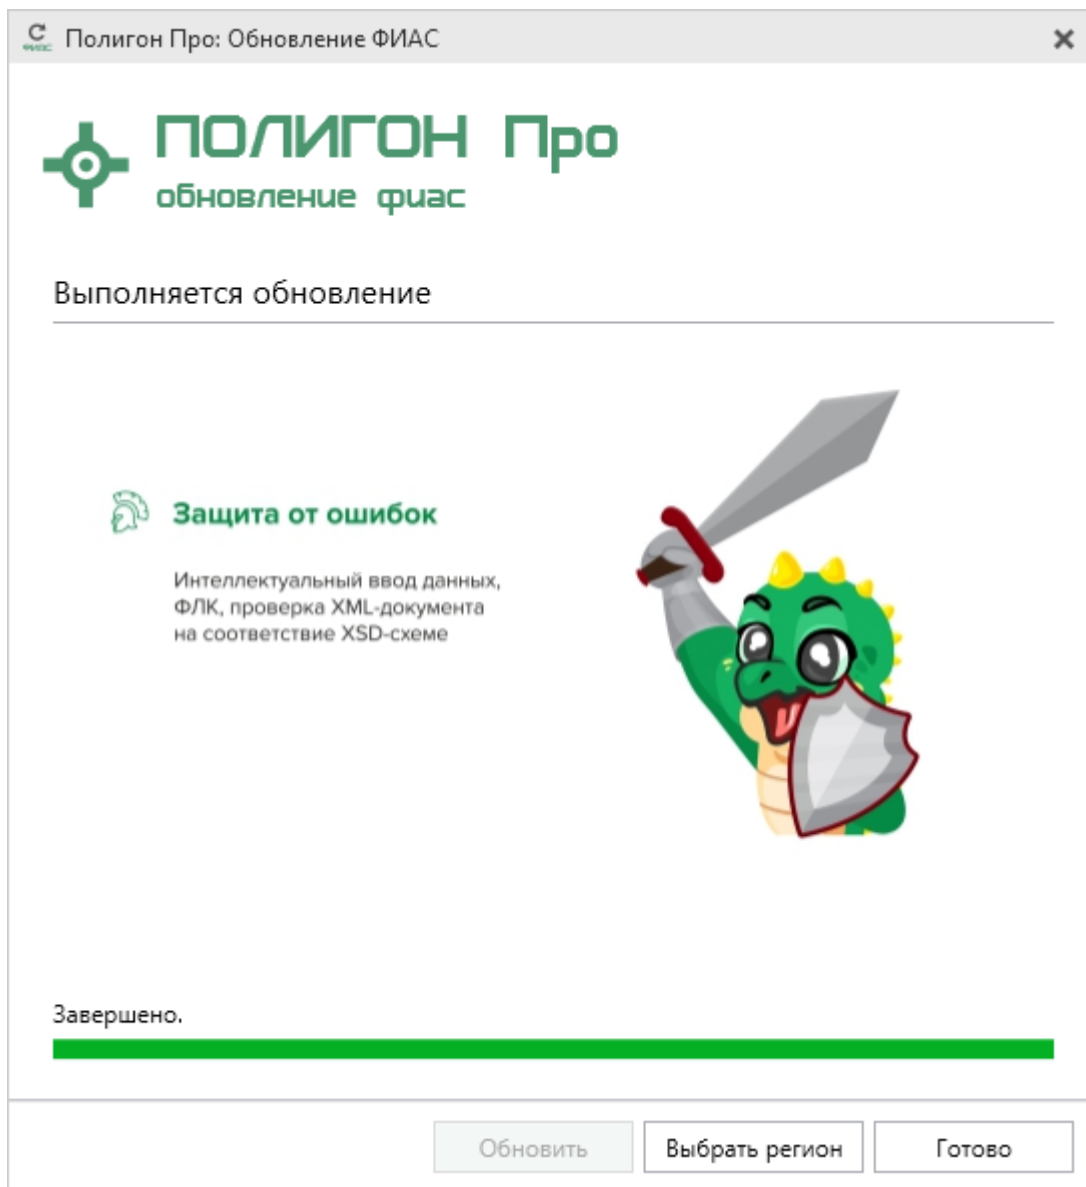 Полигон Про: Обновление ФИАС
ФИАС
ПОЛИГОН Про
обновление фиас
Выполняется обновление
Защита от ошибок
Интеллектуальный ввод данных,
ФЛК, проверка XML-документа
на соответствие XSD-схеме
Завершено.
Обновить
Выбрать регион
Готово